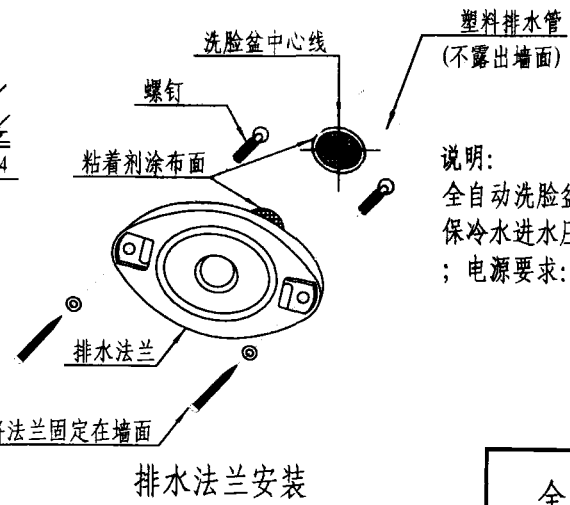 塑料排水管
(不露出墙面)
洗脸盆中心线
螺钉
粘着剂涂布面
4
说明:
全自动洗脸盆
保冷水进水压
; 电源要求:
排水法兰
法兰固定在墙面
排水法兰安装
全